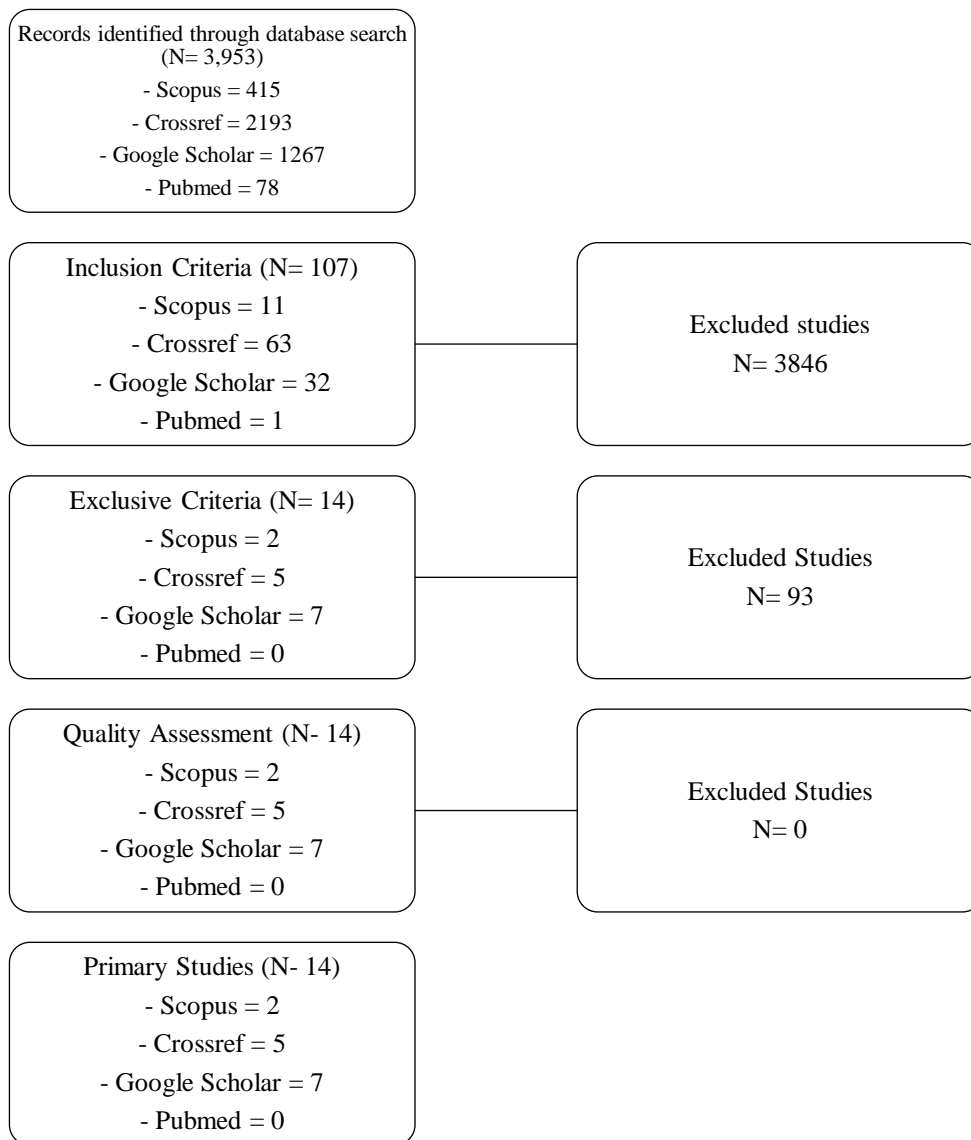 Records identified through database search
(N= 3,953)
- Scopus = 415
- Crossref = 2193
- Google Scholar = 1267
- Pubmed = 78
Inclusion Criteria (N= 107)
- Scopus = 11
- Crossref = 63
- Google Scholar = 32
- Pubmed = 1
Excluded studies
N= 3846
Exclusive Criteria (N= 14)
- Scopus = 2
- Crossref = 5
- Google Scholar = 7
- Pubmed = 0
Excluded Studies
N= 93
Quality Assessment (N- 14)
- Scopus = 2
- Crossref = 5
- Google Scholar = 7
- Pubmed = 0
Excluded Studies
N= 0
Primary Studies (N- 14)
- Scopus = 2
- Crossref = 5
- Google Scholar = 7
- Pubmed = 0